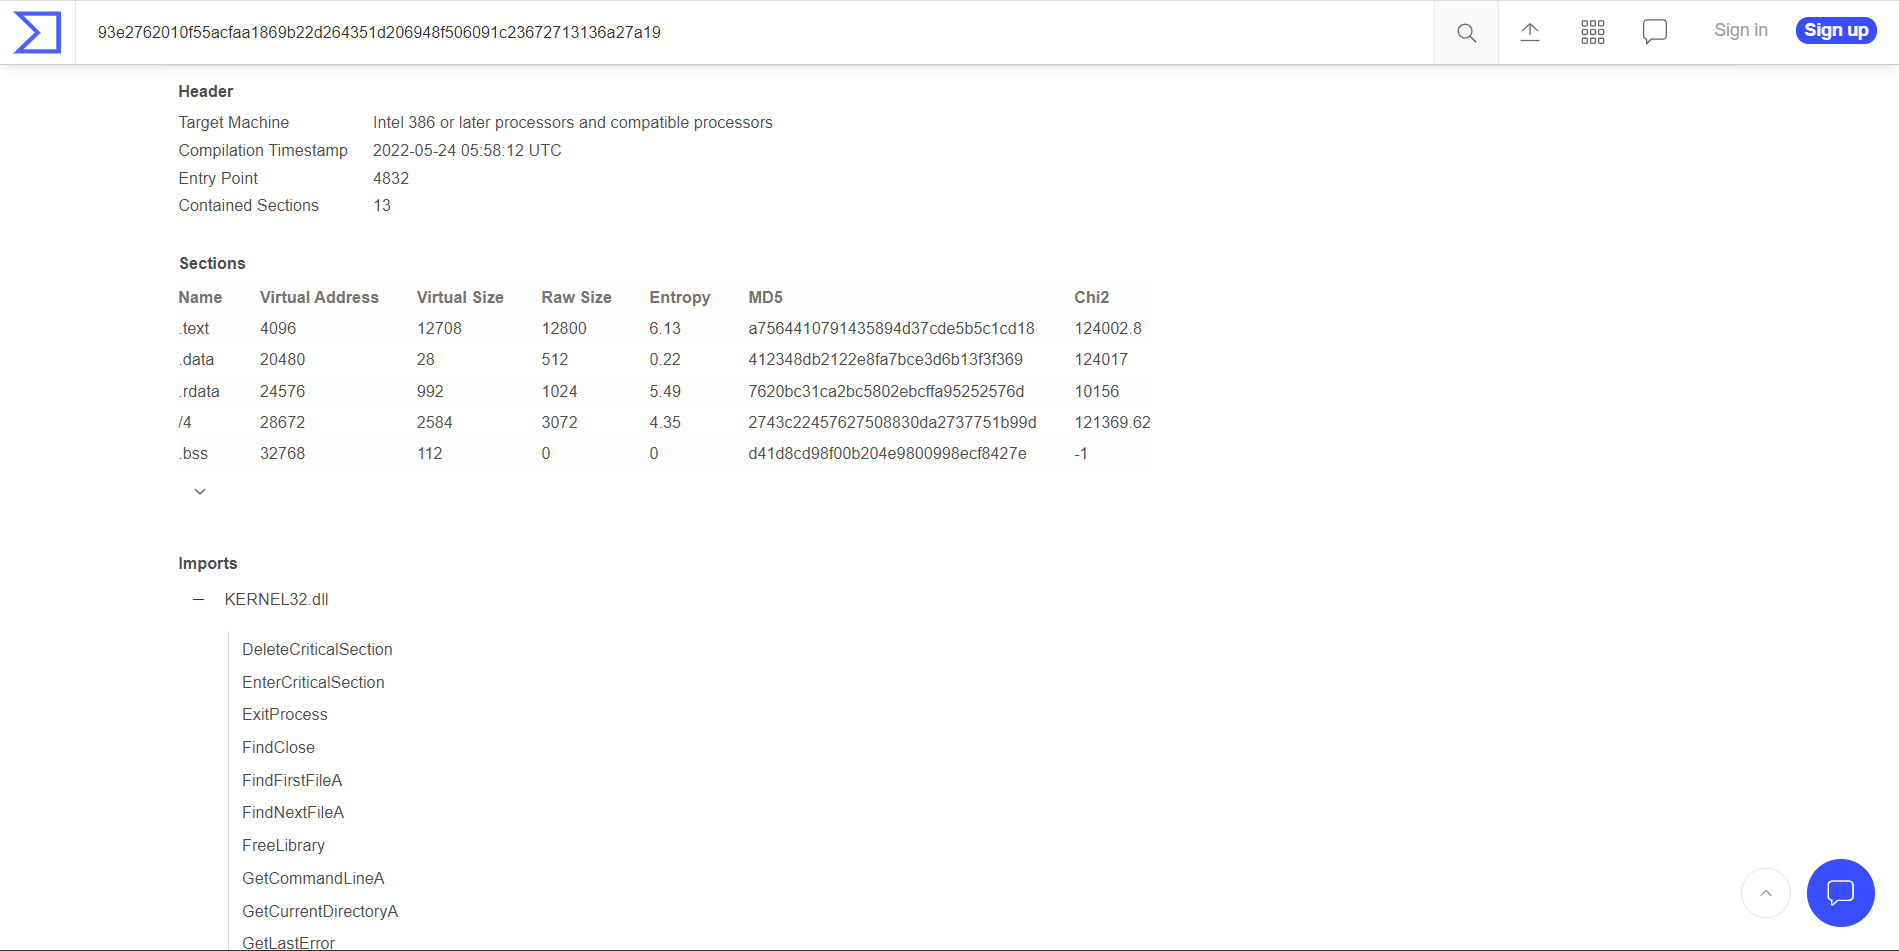 93e2762010f55acfaa1869b22d264351d206948f506091c23672713136a27a19
Sign in
Sign up
Header
Target Machine Intel 386 or later processors and compatible processors
Compilation Timestamp 2022-05-24 05:58:12 UTC
Entry Point 4832
Contained Sections 13
Sections
Name Virtual Address Virtual Size Raw Size Entropy MD5 Chi2
.text 4096 12708 12800 6.13 a7564410791435894d37cde5b5c1cd18 124002.8
.data 20480 28 512 0.22 412348db2122e8fa7bce3d6b13f3f369 124017
.rdata 24576 992 1024 5.49 7620bc31ca2bc5802ebcffa95252576d 10156
/4 28672 2584 3072 4.35 2743c22457627508830da2737751b99d 121369.62
.bss 32768 112 0 0 d41d8cd98f00b204e9800998ecf8427e -1
Imports
KERNEL32.dll
DeleteCriticalSection
EnterCriticalSection
ExitProcess
FindClose
FindFirstFileA
FindNextFileA
FreeLibrary
GetCommandLineA
GetCurrentDirectoryA
GetLastError